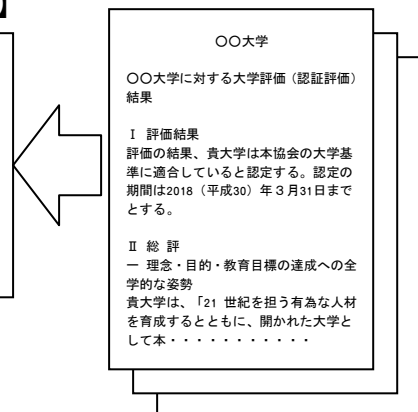 】
〇〇大学
〇〇大学に対する大学評価（認証評価）
結果
Ⅰ 評価結果
評価の結果、貴大学は本協会の大学基
準に適合していると認定する。認定の
期間は2018（平成30）年３月31日まで
とする。
Ⅱ 総 評
一 理念・目的・教育目標の達成への全
学的な姿勢
貴大学は、「21 世紀を担う有為な人材
を育成するとともに、開かれた大学と
して本・・・・・・・・・・・